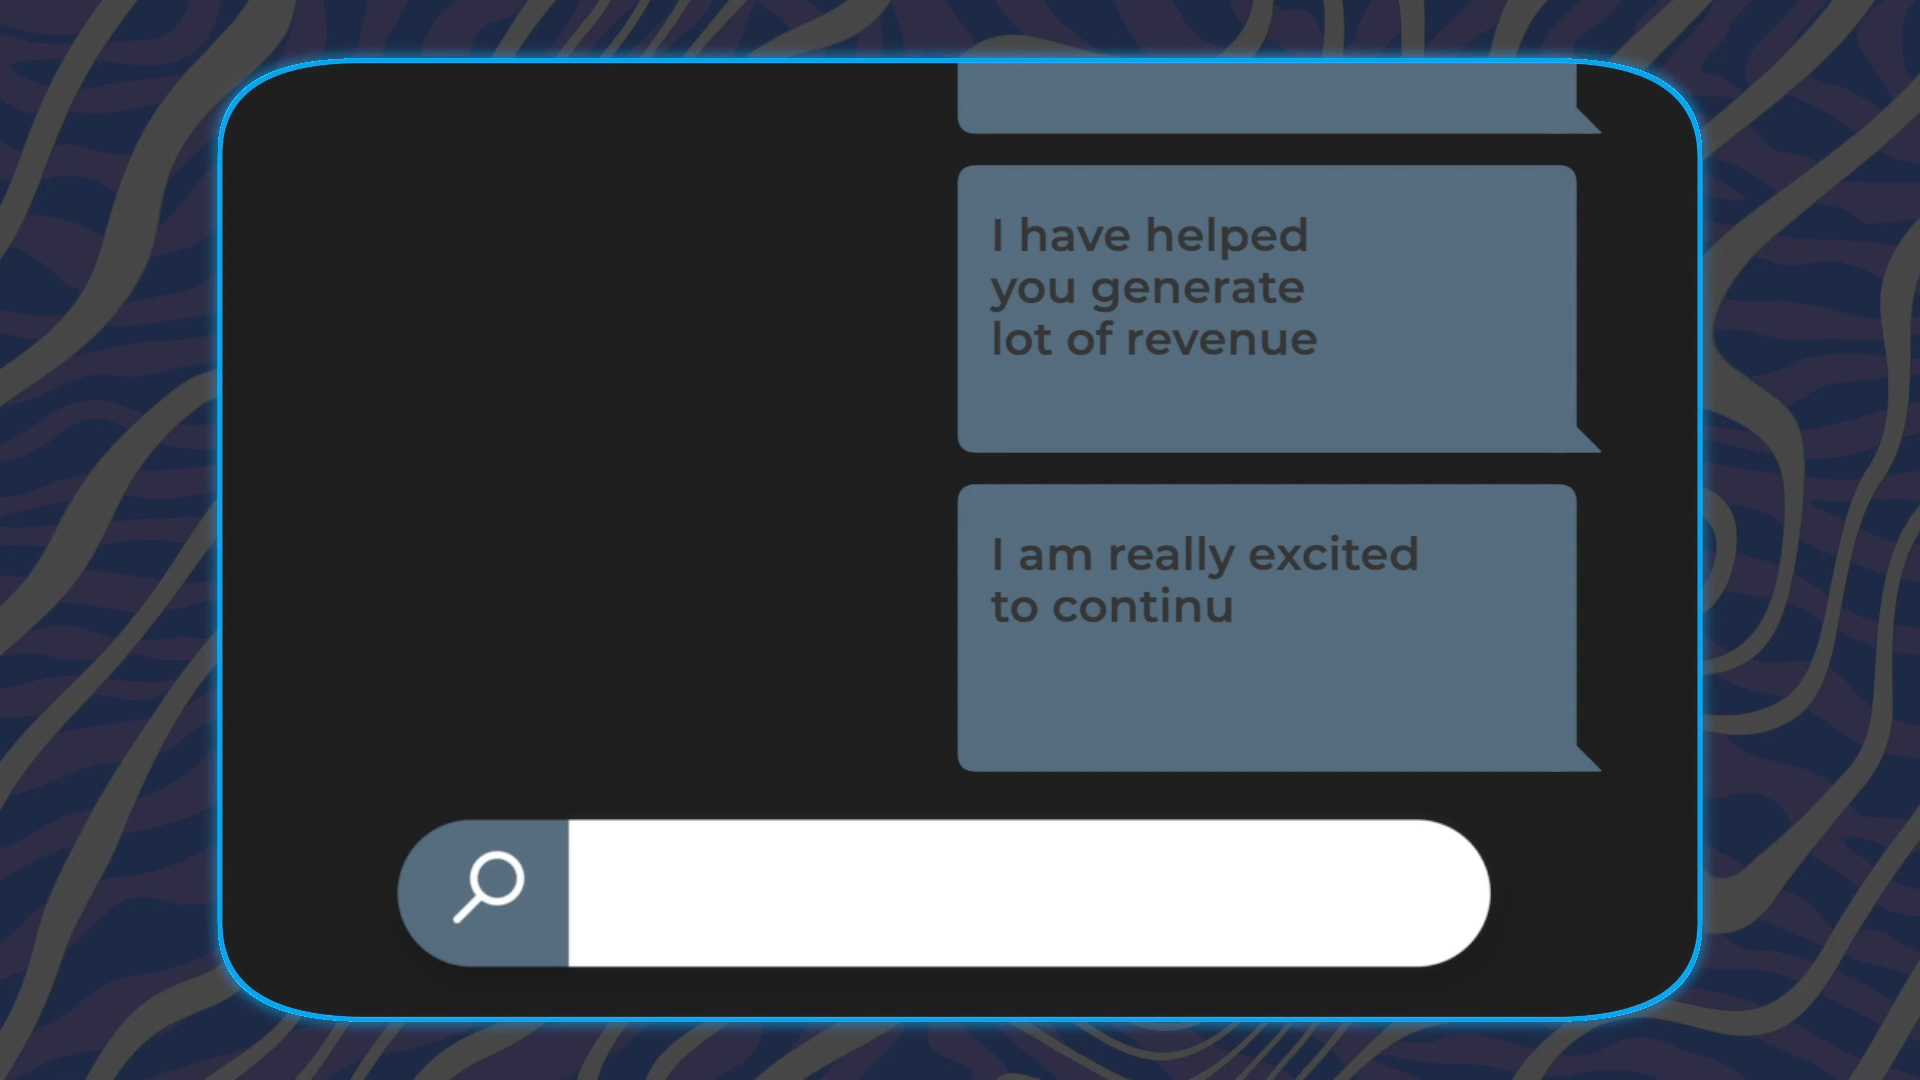 I have helped
you generate
lot of revenue
I am really excited
to continu